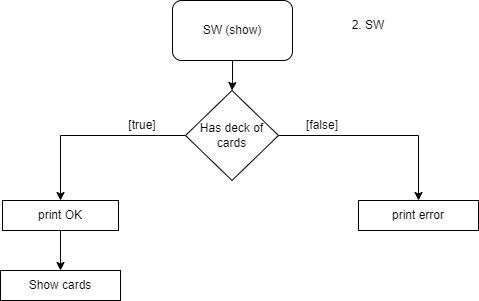 SW (show)
2. SW
[true]
Has deck of
cards
[false]
print OK
print error
Show cards